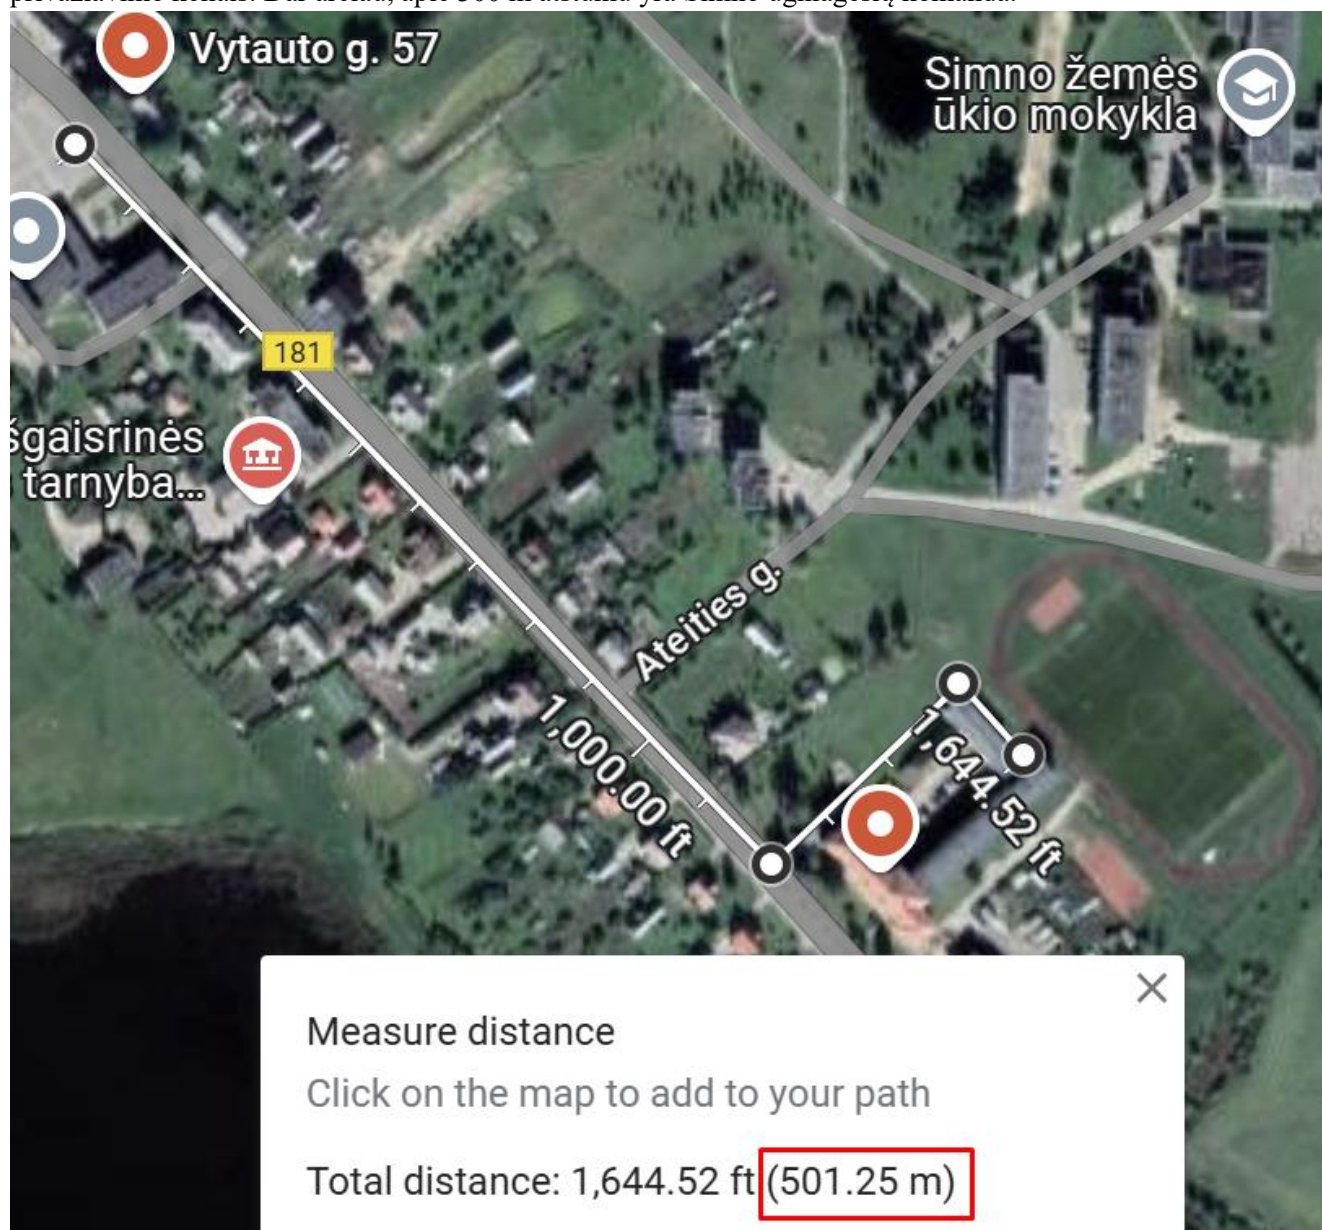 Vytauto g. 57
Simno žemės
ūkio mokykla
181
šgaisrinės
tarnyba...
Ateities g.
1,000.00 ft
1,644.52 ft
Measure distance
Click on the map to add to your path
Total distance: 1,644.52 ft (501.25 m)